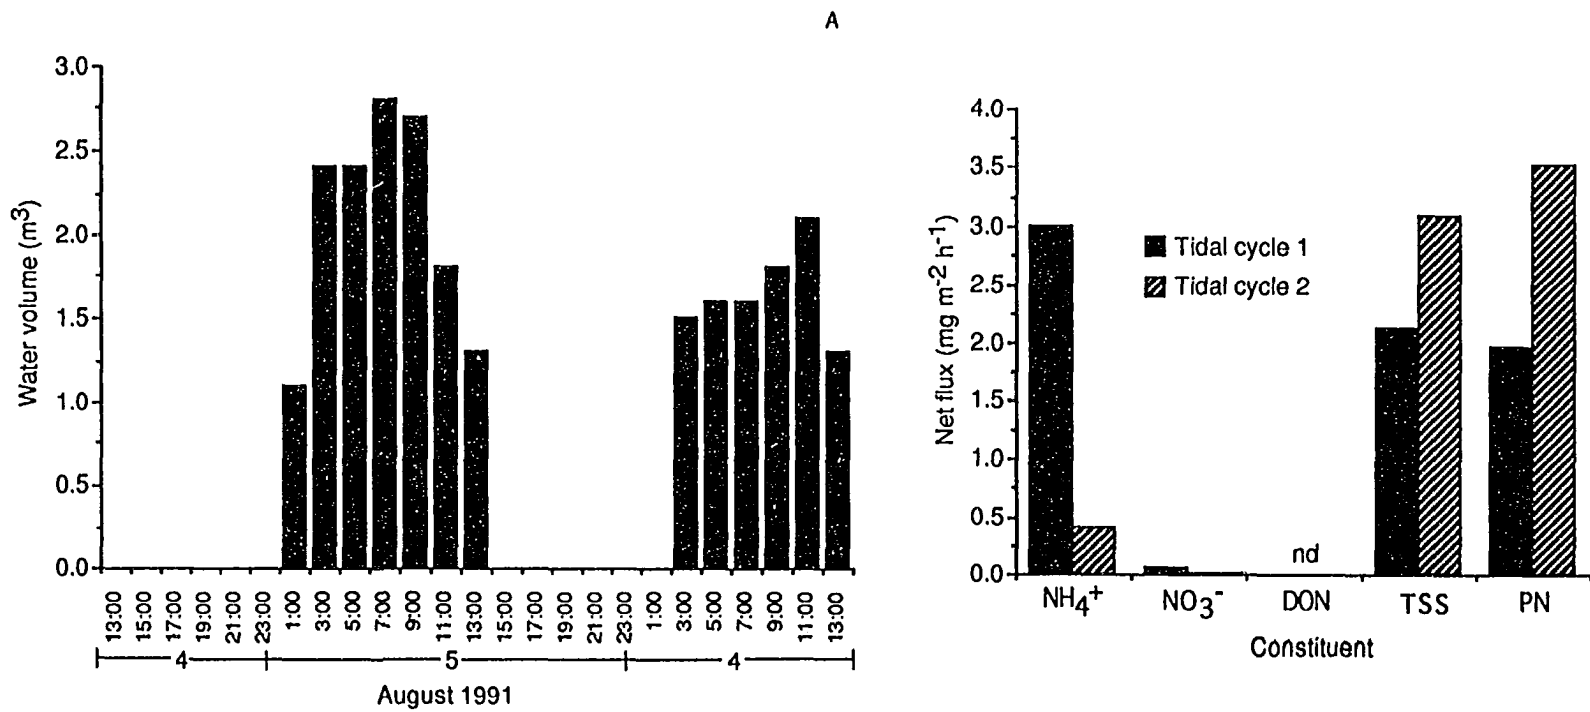 A
3.0
2.5
2.0
1.5
1.0
0.5
0.0
Water volume (m3)
13:00 15:00 17:00 19:00 21:00 23:00 1:00 3:00 5:00 7:00 9:00 11:00 13:00 15:00 17:00 19:00 21:00 23:00 1:00 3:00 5:00 7:00 9:00 11:00 13:00
4 5 4
August 1991
4.0
3.5
3.0
2.5
2.0
1.5
1.0
0.5
0.0
Net flux (mg m-2 h-1)
Tidal cycle 1
Tidal cycle 2
nd
NH4+ NO3- DON TSS PN
Constituent